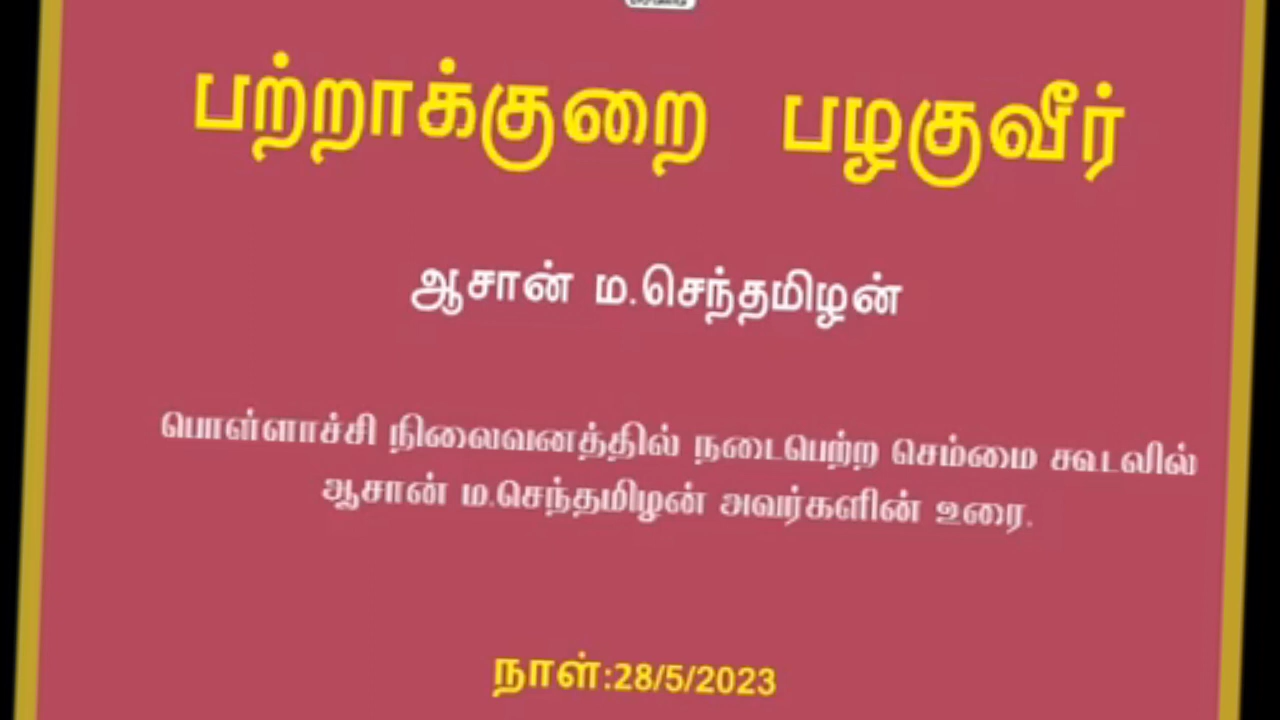 பற்றாக்குறை பழகுவீர்
ஆசான் ம.செந்தமிழன்
பொள்ளாச்சி நிலைவனத்தில் நடைபெற்ற செம்மை கூடலில்
ஆசான் ம.செந்தமிழன் அவர்களின் உரை.
நாள்:28/5/2023